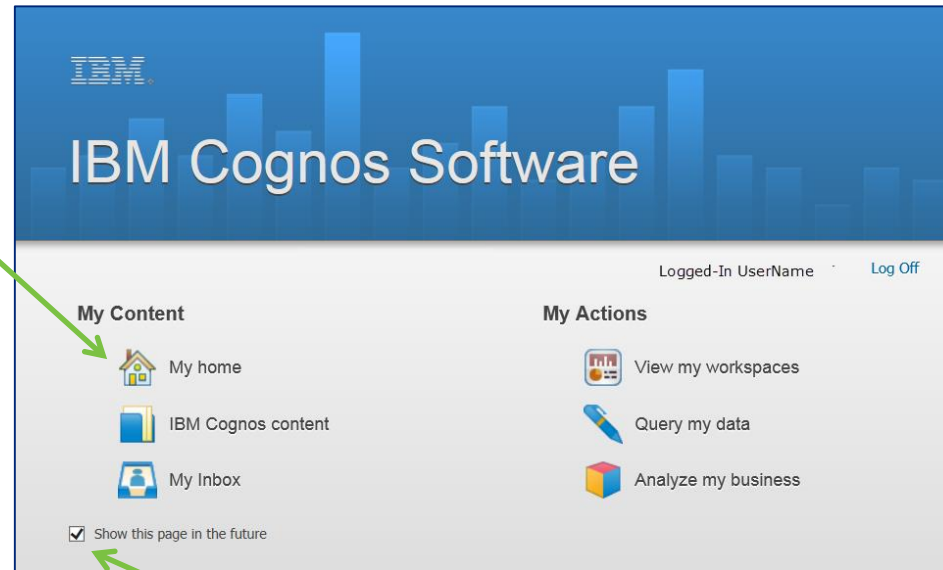 IBM.
IBM Cognos Software
Logged-In UserName Log Off
My Content
My home
IBM Cognos content
My Inbox
My Actions
View my workspaces
Query my data
Analyze my business
Show this page in the future